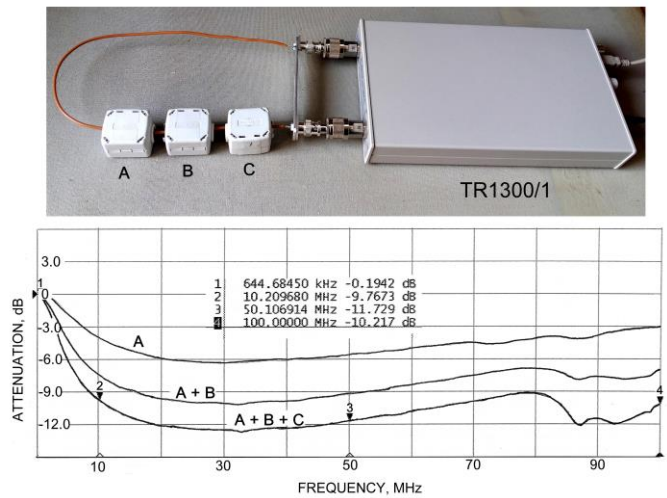 A B C
TR1300/1
ATTENUATION, dB
3.0
0
-3.0
-6.0
-9.0
-12.0
1 644.68450 kHz -0.1942 dB
2 10.209680 MHz -9.7673 dB
3 50.106914 MHz -11.729 dB
4 100.00000 MHz -10.217 dB
1
A
A + B
A + B + C
2
3
4
10 30 50 70 90
FREQUENCY, MHz